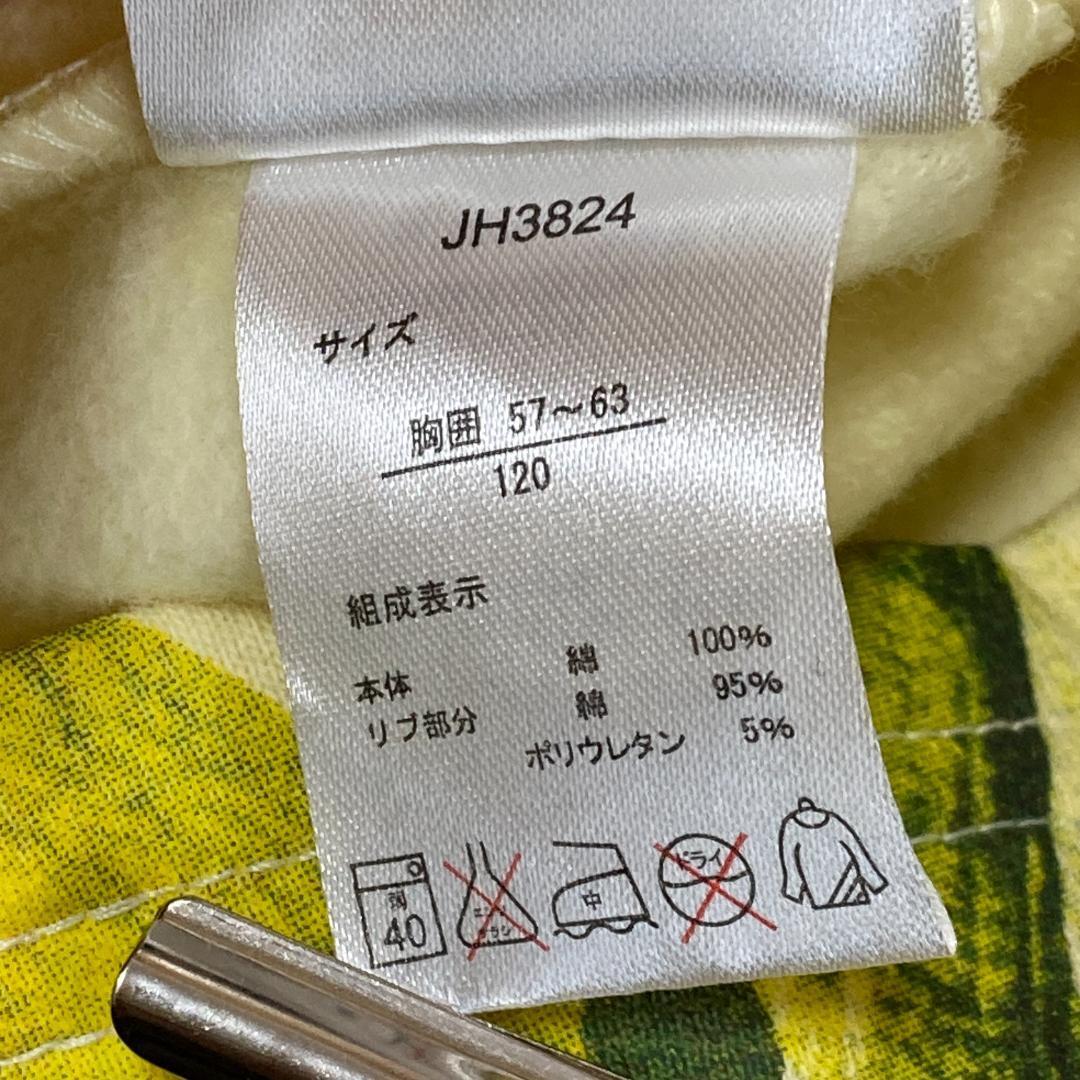 JH3824
サイズ
胸囲 57～63
120
組成表示
本体 綿 100%
リブ部分 綿 95%
ポリウレタン 5%
40
中
ドライ